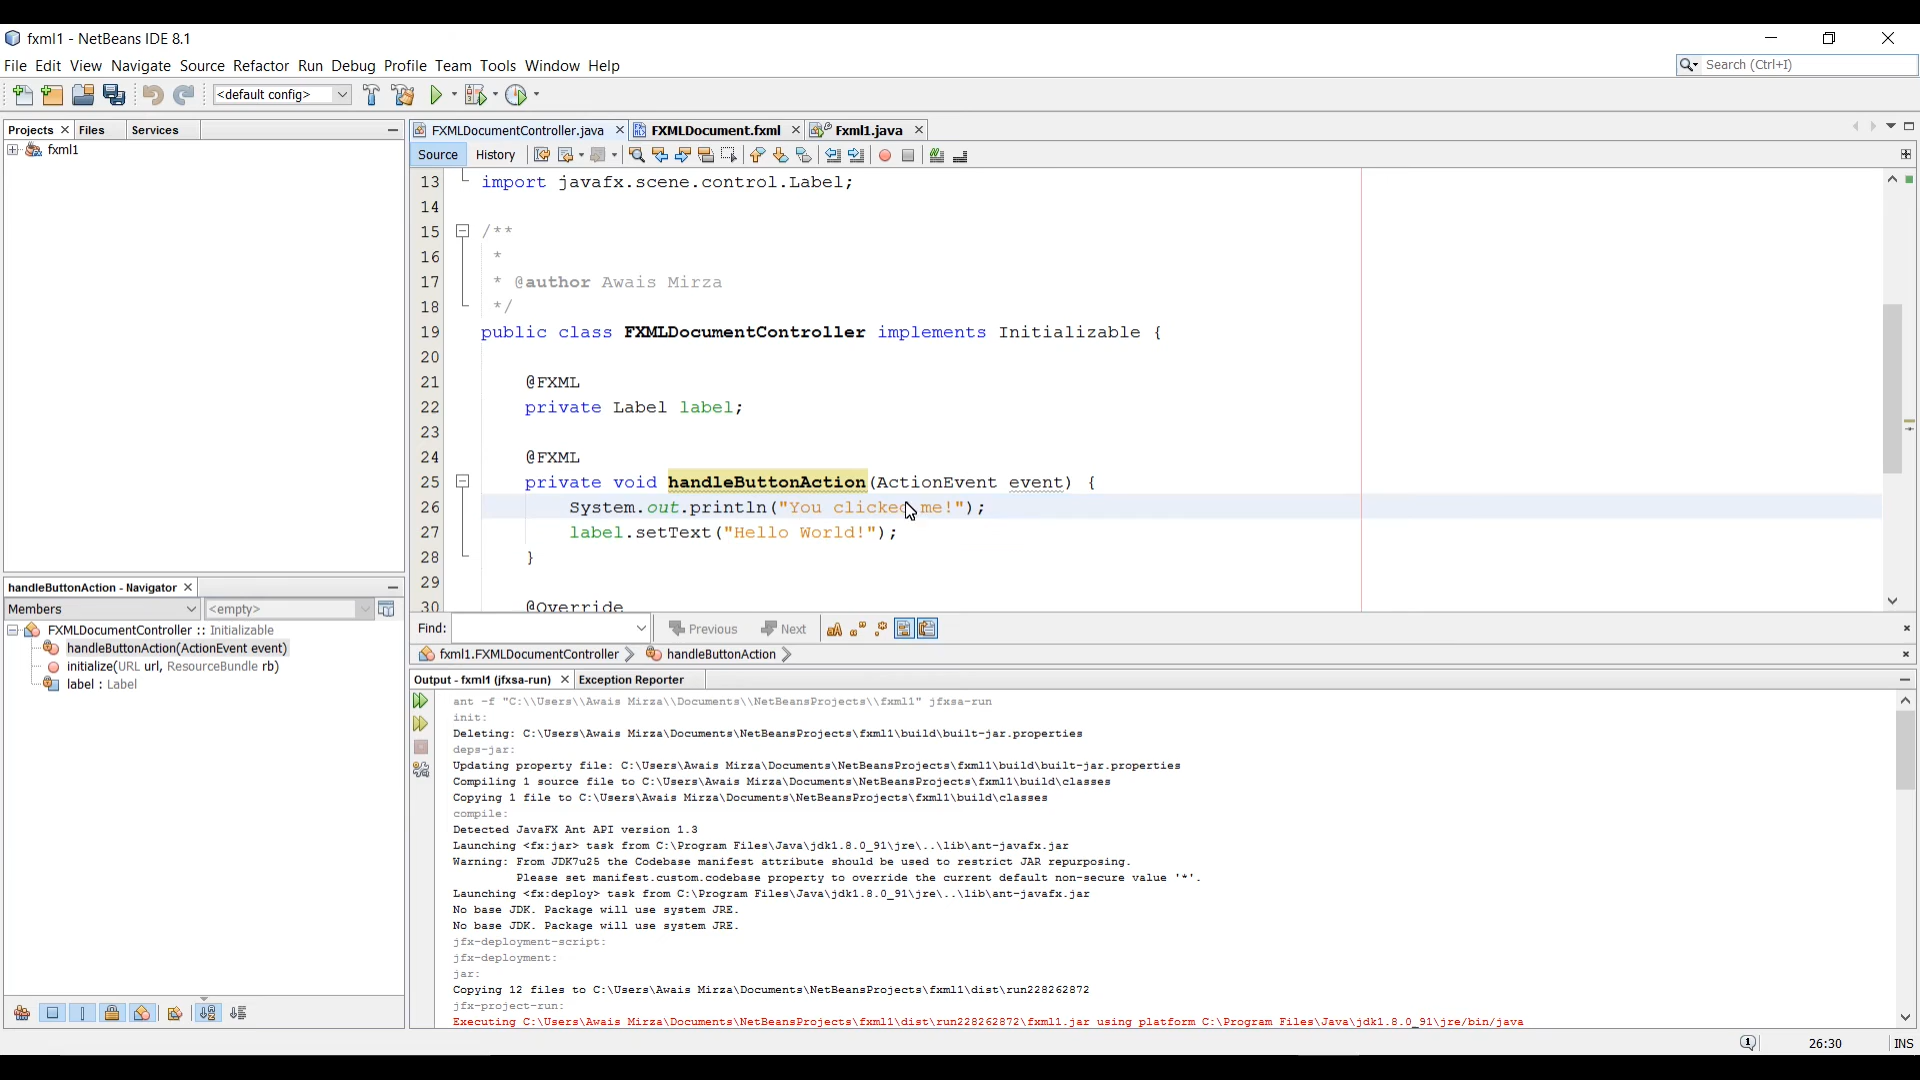 fxml1 - NetBeans IDE 8.1
File Edit View Navigate Source Refactor Run Debug Profile Team Tools Window Help
Search (Ctrl+I)
<default config>
Projects Files Services
FXMLDocumentController.java FXMLDocument.fxml Fxml1.java
fxml1
Source History
13 import javafx.scene.control.Label;
14
15 /**
16 *
17 * @author Awais Mirza
18 */
19 public class FXMLDocumentController implements Initializable {
20
21 @FXML
22 private Label label;
23
24 @FXML
25 private void handleButtonAction(ActionEvent event) {
26 System.out.println("You clicked me!");
27 label.setText("Hello World!");
28 }
29
30 @Override
Find: Previous Next
fxml1.FXMLDocumentController handleButtonAction
handleButtonAction - Navigator
Members <empty>
FXMLDocumentController :: Initializable
handleButtonAction(ActionEvent event)
initialize(URL url, ResourceBundle rb)
label : Label
Output - fxml1 (jfxsa-run) Exception Reporter
ant -f "C:\\Users\\Awais Mirza\\Documents\\NetBeansProjects\\fxml1" jfxsa-run
init:
Deleting: C:\Users\Awais Mirza\Documents\NetBeansProjects\fxml1\build\built-jar.properties
deps-jar:
Updating property file: C:\Users\Awais Mirza\Documents\NetBeansProjects\fxml1\build\built-jar.properties
Compiling 1 source file to C:\Users\Awais Mirza\Documents\NetBeansProjects\fxml1\build\classes
Copying 1 file to C:\Users\Awais Mirza\Documents\NetBeansProjects\fxml1\build\classes
compile:
Detected JavaFX Ant API version 1.3
Launching <fx:jar> task from C:\Program Files\Java\jdk1.8.0_91\jre\..\lib\ant-javafx.jar
Warning: From JDK7u25 the Codebase manifest attribute should be used to restrict JAR repurposing.
Please set manifest.custom.codebase property to override the current default non-secure value '*'.
Launching <fx:deploy> task from C:\Program Files\Java\jdk1.8.0_91\jre\..\lib\ant-javafx.jar
No base JDK. Package will use system JRE.
No base JDK. Package will use system JRE.
jfx-deployment-script:
jfx-deployment:
jar:
Copying 12 files to C:\Users\Awais Mirza\Documents\NetBeansProjects\fxml1\dist\run228262872
jfx-project-run:
Executing C:\Users\Awais Mirza\Documents\NetBeansProjects\fxml1\dist\run228262872\fxml1.jar using platform C:\Program Files\Java\jdk1.8.0_91\jre/bin/java
26:30 INS